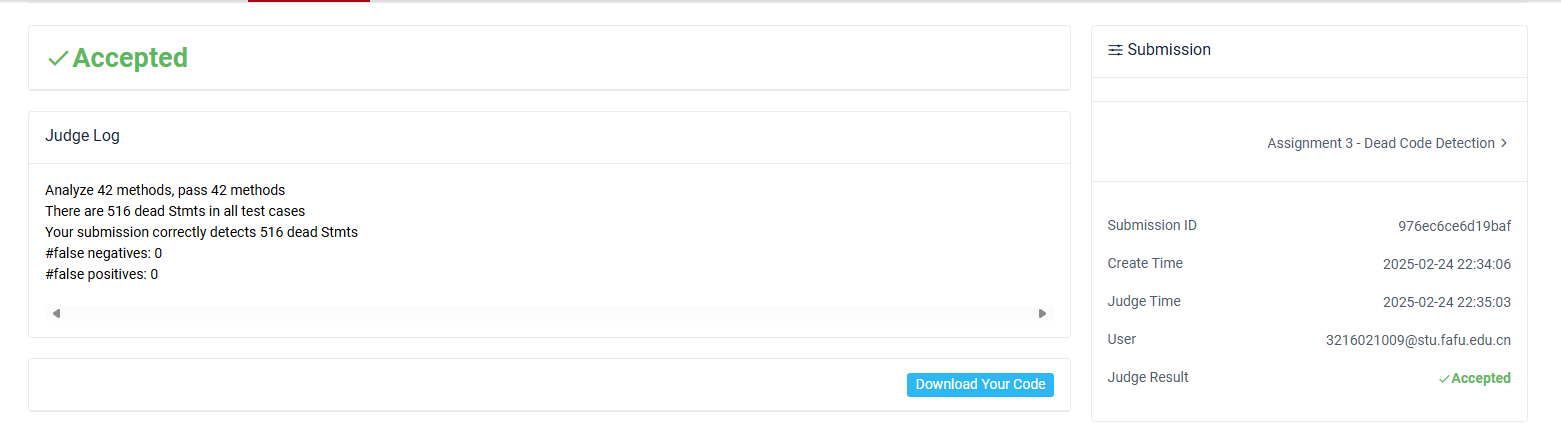 Accepted
Judge Log
Analyze 42 methods, pass 42 methods
There are 516 dead Stmts in all test cases
Your submission correctly detects 516 dead Stmts
#false negatives: 0
#false positives: 0
Download Your Code
Submission
Assignment 3 - Dead Code Detection
Submission ID 976ec6ce6d19baf
Create Time 2025-02-24 22:34:06
Judge Time 2025-02-24 22:35:03
User 3216021009@stu.fafu.edu.cn
Judge Result Accepted